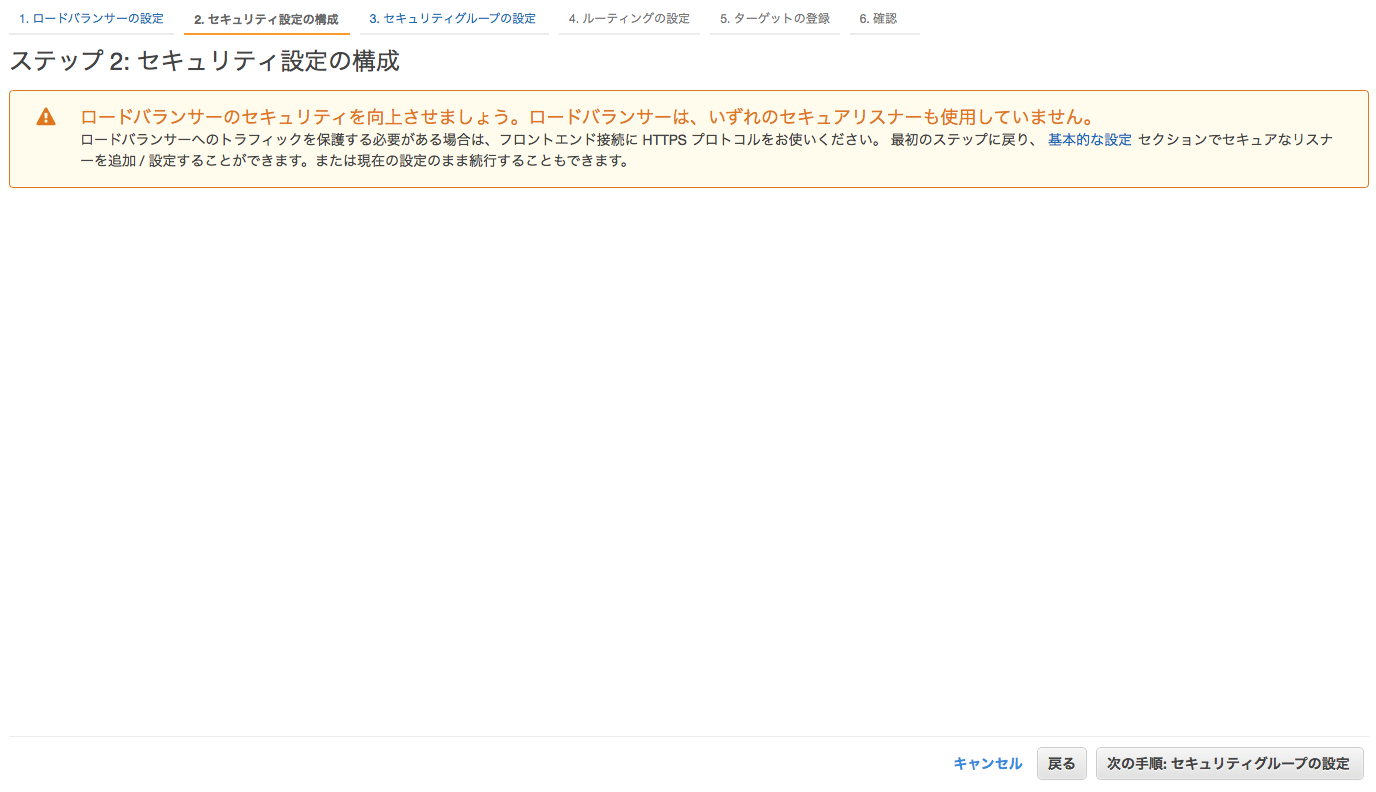 1. ロードバランサーの設定 2. セキュリティ設定の構成 3. セキュリティグループの設定 4. ルーティングの設定 5. ターゲットの登録 6. 確認
ステップ 2: セキュリティ設定の構成
ロードバランサーのセキュリティを向上させましょう。ロードバランサーは、いずれのセキュアリスナーも使用していません。
ロードバランサーへのトラフィックを保護する必要がある場合は、フロントエンド接続に HTTPS プロトコルをお使いください。 最初のステップに戻り、 基本的な設定 セクションでセキュアなリスナ
ーを追加 / 設定することができます。または現在の設定のまま続行することもできます。
キャンセル 戻る 次の手順: セキュリティグループの設定